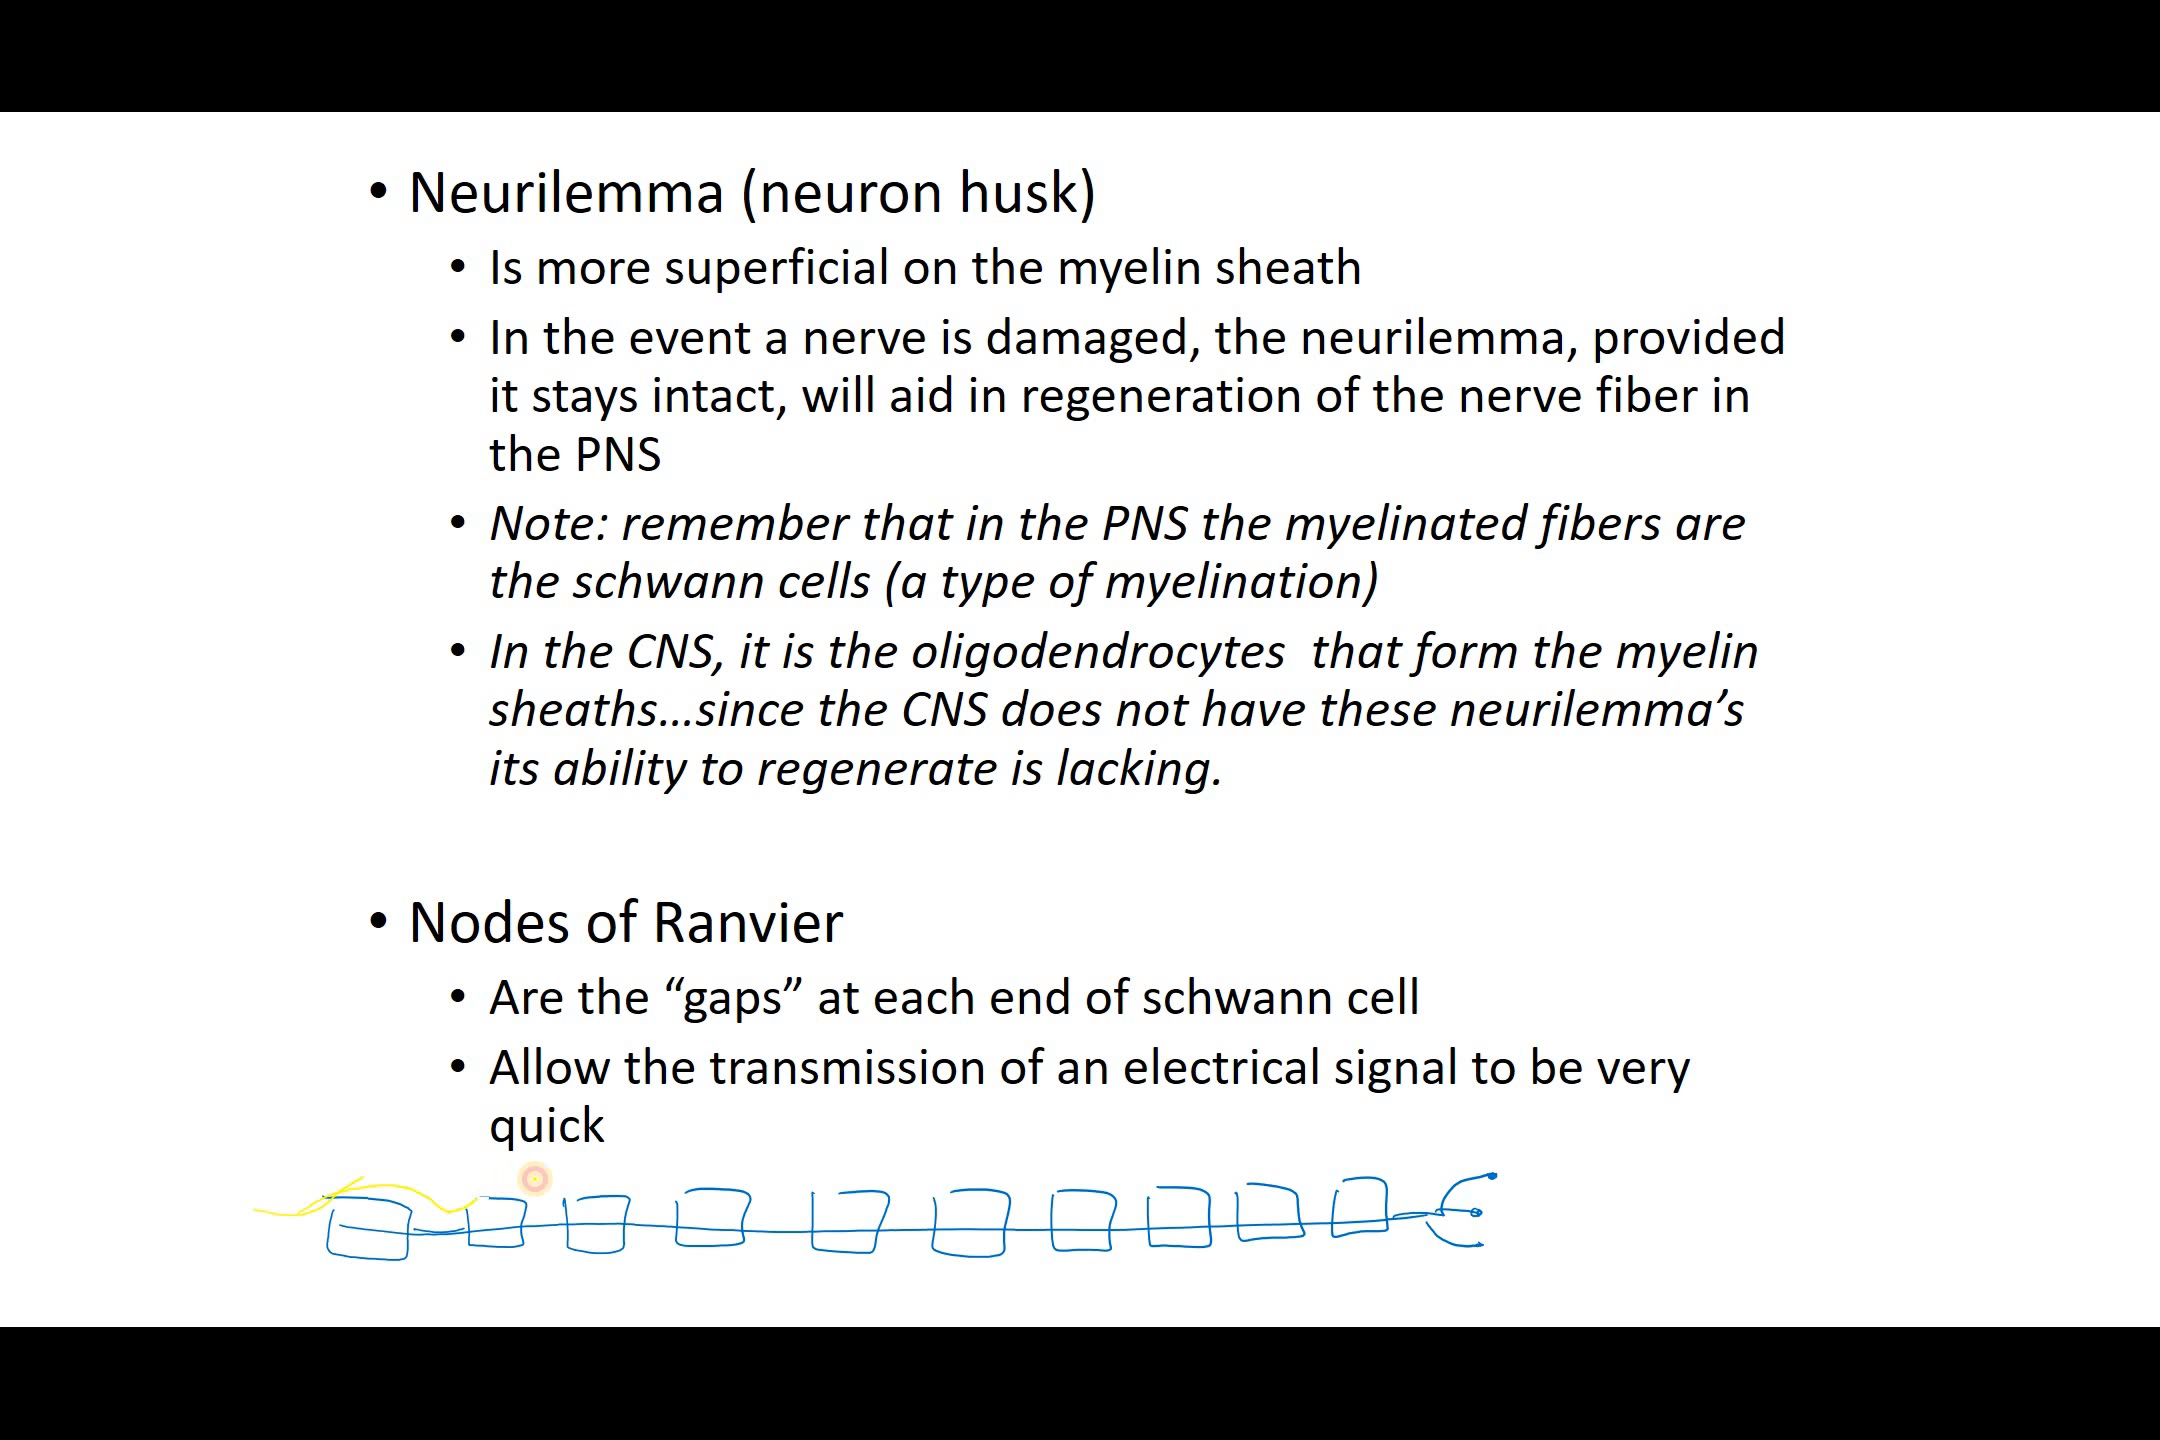 • Neurilemma (neuron husk)
• Is more superficial on the myelin sheath
• In the event a nerve is damaged, the neurilemma, provided
it stays intact, will aid in regeneration of the nerve fiber in
the PNS
• Note: remember that in the PNS the myelinated fibers are
the schwann cells (a type of myelination)
• In the CNS, it is the oligodendrocytes  that form the myelin
sheaths...since the CNS does not have these neurilemma’s
its ability to regenerate is lacking.
• Nodes of Ranvier
• Are the “gaps” at each end of schwann cell
• Allow the transmission of an electrical signal to be very
quick